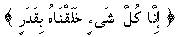 ﴿ إِنَّا كُلَّ شَىْءٍ خَلَقْنَاهُ بِقَدَرٍ ﴾